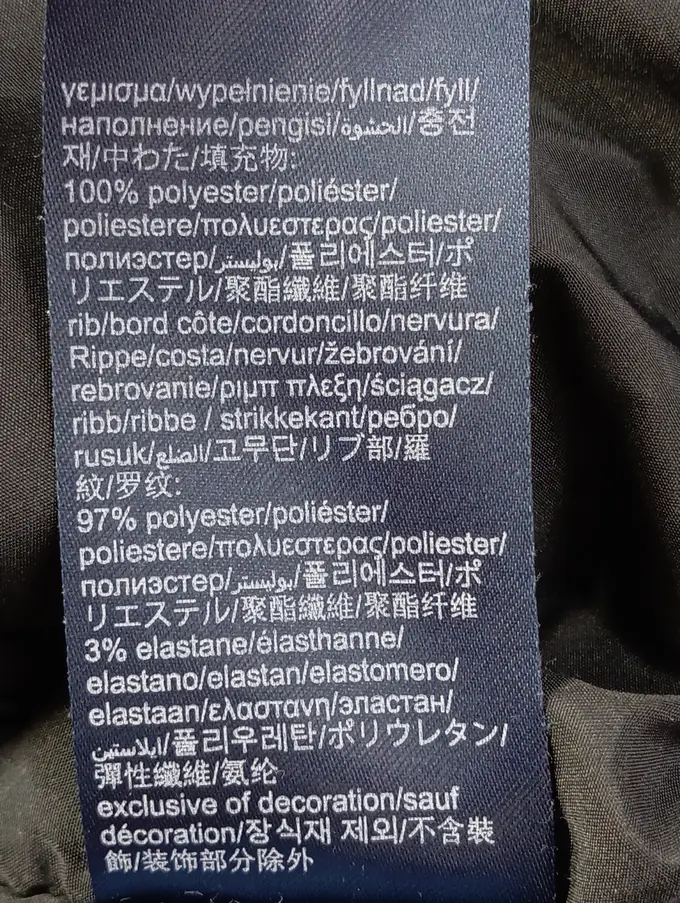 γεμισμα/wypełnienie/fyllnad/fyll/
наполнение/pengisi/الحشوه/충전
재/中わた/填充物:
100% polyester/poliéster/
poliestere/πολυεστερας/poliester/
полиэстер/بوليستر/폴리에스터/ポ
リエステル/聚酯纖維/聚酯纤维
rib/bord côte/cordoncillo/nervura/
Rippe/costa/nervur/žebrování/
rebrovanie/ριμπ πλεξη/ściągacz/
ribb/ribbe / strikkekant/ребро/
rusuk/الضلع/고무단/リブ部/羅
紋/罗纹:
97% polyester/poliéster/
poliestere/πολυεστερας/poliester/
полиэстер/بوليستر/폴리에스터/ポ
リエステル/聚酯纖維/聚酯纤维
3% elastane/élasthanne/
elastano/elastan/elastomero/
elastaan/ελαστανη/эластан/
ايلاستين/폴리우레탄/ポリウレタン/
彈性纖維/氨纶
exclusive of decoration/sauf
décoration/장식재 제외/不含裝
飾/装饰部分除外